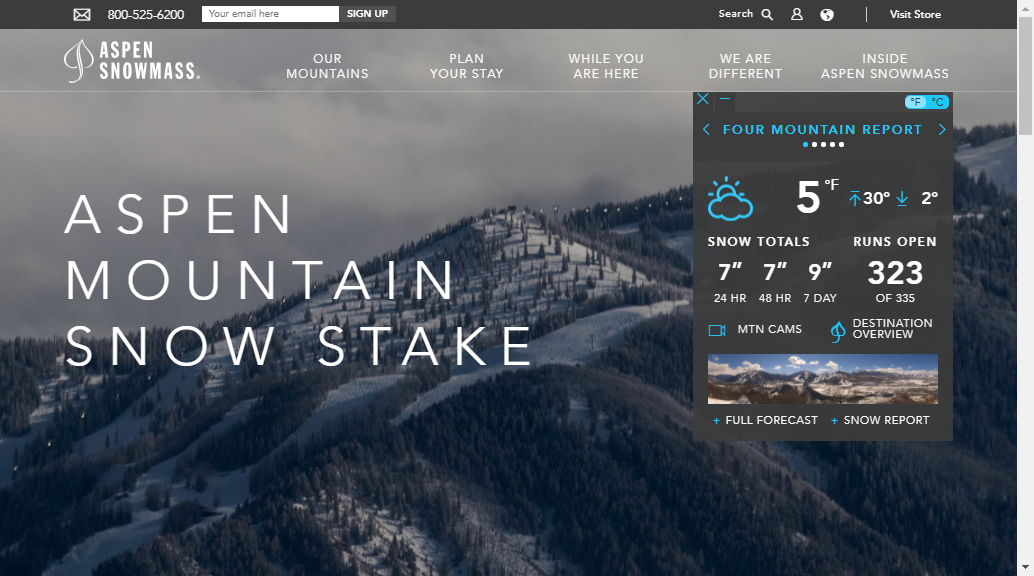 800-525-6200
Your email here
SIGN UP
Search
Visit Store
ASPEN
SNOWMASS.
OUR
MOUNTAINS
PLAN
YOUR STAY
WHILE YOU
ARE HERE
WE ARE
DIFFERENT
INSIDE
ASPEN SNOWMASS
°F °C
FOUR MOUNTAIN REPORT
5 °F 30° 2°
SNOW TOTALS
RUNS OPEN
7” 7” 9”
323
24 HR 48 HR 7 DAY
OF 335
MTN CAMS
DESTINATION
OVERVIEW
+ FULL FORECAST + SNOW REPORT
ASPEN
MOUNTAIN
SNOW STAKE